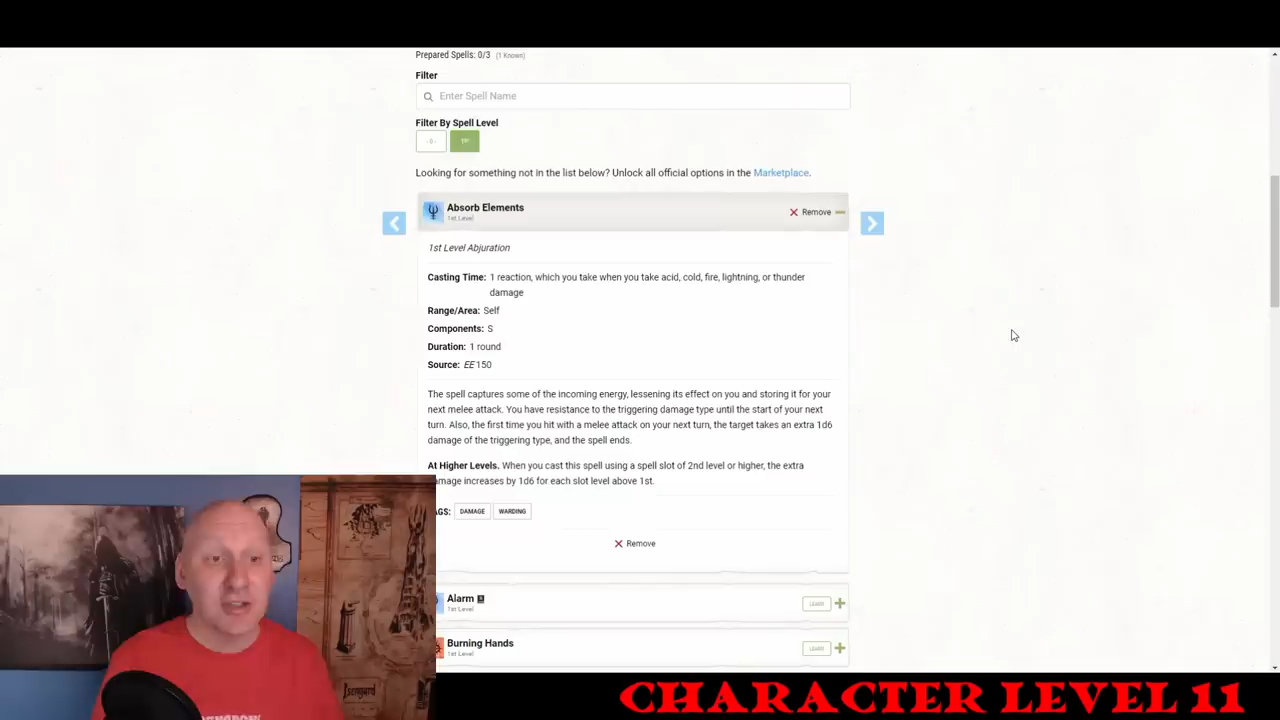 Prepared Spells: 0/3 (1 Known)
Filter
Enter Spell Name
Filter By Spell Level
- 0 -
1ST
Looking for something not in the list below? Unlock all official options in the Marketplace.
Absorb Elements
1st Level
Remove
1st Level Abjuration
Casting Time: 1 reaction, which you take when you take acid, cold, fire, lightning, or thunder
damage
Range/Area: Self
Components: S
Duration: 1 round
Source: EE 150
The spell captures some of the incoming energy, lessening its effect on you and storing it for your
next melee attack. You have resistance to the triggering damage type until the start of your next
turn. Also, the first time you hit with a melee attack on your next turn, the target takes an extra 1d6
damage of the triggering type, and the spell ends.
At Higher Levels. When you cast this spell using a spell slot of 2nd level or higher, the extra
amage increases by 1d6 for each slot level above 1st.
AGS: DAMAGE WARDING
Remove
Alarm
1st Level
LEARN
Burning Hands
1st Level
LEARN
Isengard
CHARACTER LEVEL 11